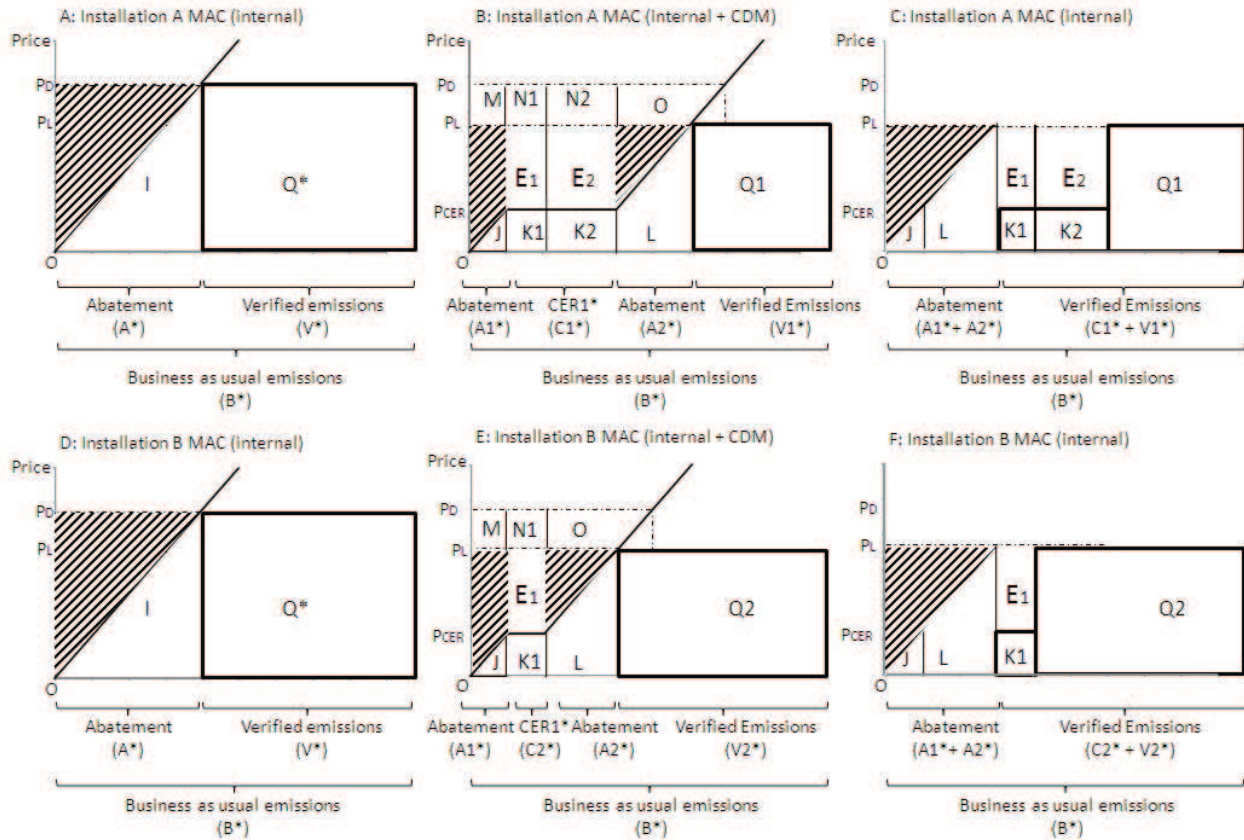 A: Installation A MAC (internal)
Price
PD
PL
I
Q*
O
Abatement
(A*)
Verified emissions
(V*)
Business as usual emissions
(B*)
B: Installation A MAC (internal + CDM)
Price
PD
M
N1
N2
O
PL
E1
E2
Q1
PCER
J
K1
K2
L
O
Abatement
(A1*)
CER1*
(C1*)
Abatement
(A2*)
Verified Emissions
(V1*)
Business as usual emissions
(B*)
C: Installation A MAC (internal)
Price
PD
PL
E1
E2
Q1
PCER
J
L
K1
K2
O
Abatement
(A1*+ A2*)
Verified Emissions
(C1* + V1*)
Business as usual emissions
(B*)
D: Installation B MAC (internal)
Price
PD
PL
I
Q*
O
Abatement
(A*)
Verified emissions
(V*)
Business as usual emissions
(B*)
E: Installation B MAC (internal + CDM)
Price
PD
M
N1
O
PL
E1
Q2
PCER
J
K1
L
O
Abatement
(A1*)
CER1*
(C2*)
Abatement
(A2*)
Verified Emissions
(V2*)
Business as usual emissions
(B*)
F: Installation B MAC (internal)
Price
PD
PL
E1
Q2
PCER
J
L
K1
O
Abatement
(A1*+ A2*)
Verified Emissions
(C2* + V2*)
Business as usual emissions
(B*)